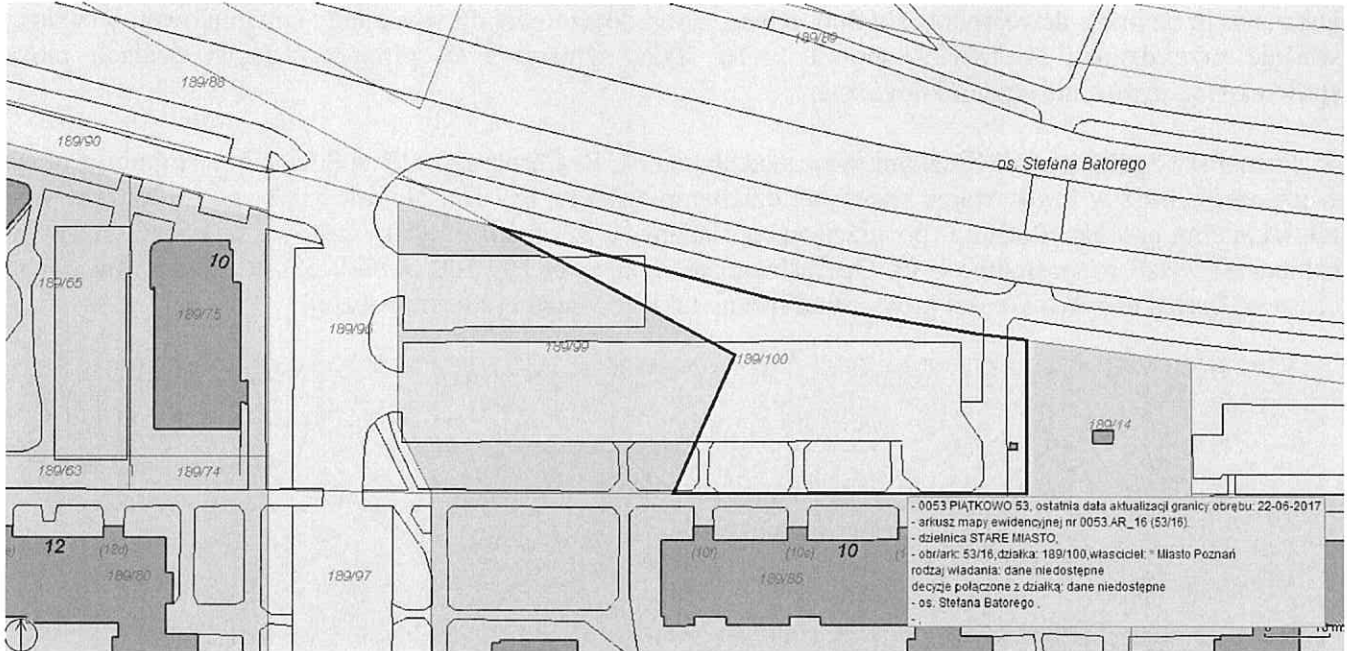 189/89
189/88
189/90
os. Stefana Batorego
10
189/65
189/75
189/96
189/99
189/100
189/14
189/63
189/74
- 0053 PIĄTKOWO 53, ostatnia data aktualizacji granicy obrębu: 22-06-2017
- arkusz mapy ewidencyjnej nr 0053.AR_16 (53/16).
- dzielnica STARE MIASTO,
- obr/ark: 53/16,działka: 189/100,własciciel: * Miasto Poznań
rodzaj władania: dane niedostępne
decyzje połączone z działką: dane niedostępne
- os. Stefana Batorego .
12
(12d)
189/80
189/97
(10f)
(10e)
10
189/85